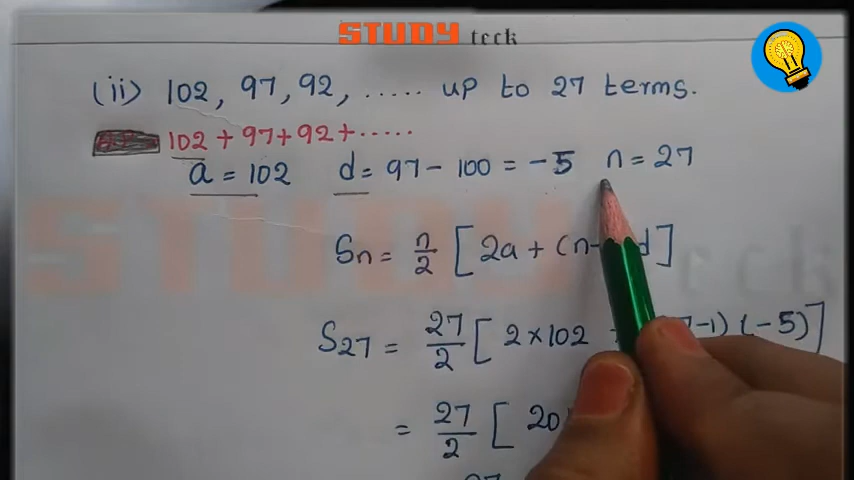 STUDY teck
(ii) 102, 97, 92, ..... up to 27 terms.
102 + 97 + 92 + .....
a = 102 d = 97 - 100 = -5 n = 27
Sn = n/2 [ 2a + (n- d ]
S27 = 27/2 [ 2×102 -1) (-5) ]
= 27/2 [ 20
27